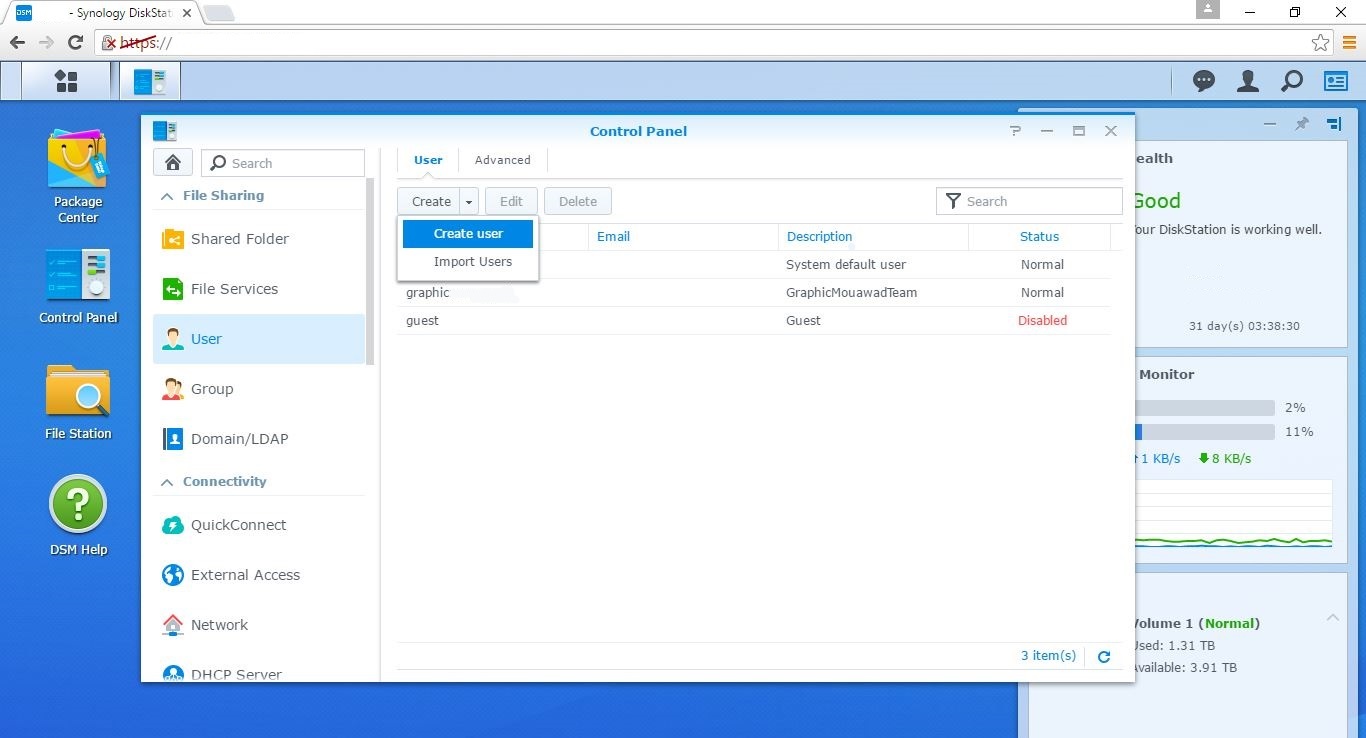 DSM - Synology DiskStat
https://
Package
Center
Control Panel
File Station
DSM Help
Control Panel
Search
File Sharing
Shared Folder
File Services
User
Group
Domain/LDAP
Connectivity
QuickConnect
External Access
Network
DHCP Server
User Advanced
Create Edit Delete Search
Create user
Import Users
Email Description Status
System default user Normal
graphic GraphicMouawadTeam Normal
guest Guest Disabled
3 item(s)
ealth
Good
our DiskStation is working well.
31 day(s) 03:38:30
Monitor
2%
11%
1 KB/s 8 KB/s
Volume 1 (Normal)
Used: 1.31 TB
Available: 3.91 TB